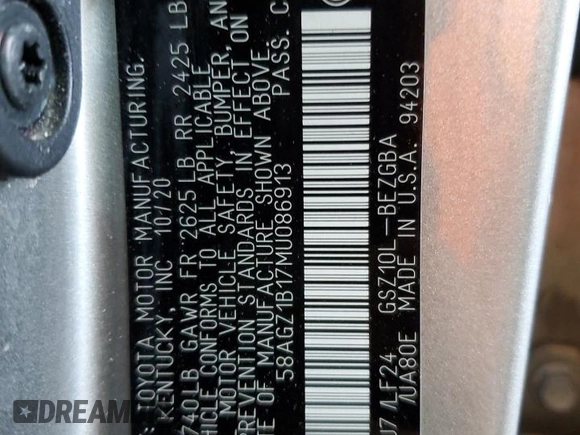 TOYOTA MOTOR MANUFACTURING,
KENTUCKY, INC 10/20
740LB GAWR FR 2625 LB RR 2425 LB
HICLE CONFORMS TO ALL APPLICABLE
MOTOR VEHICLE SAFETY, BUMPER, AN
PREVENTION STANDARDS IN EFFECT ON
TE OF MANUFACTURE SHOWN ABOVE.
58AGZ1B17MU086913 PASS. C
LF24 GSZ10L-BEZGBA
UA80E MADE IN U.S.A. 94203
DREAM